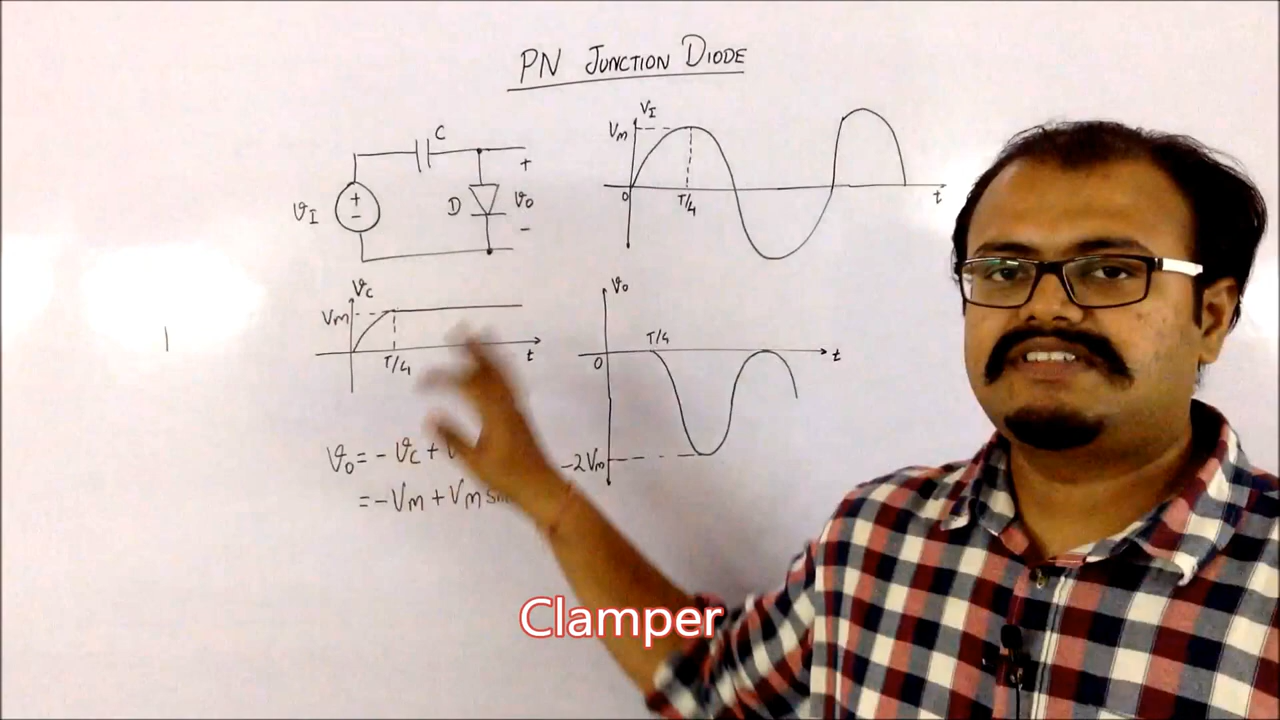 PN JUNCTION DIODE
C
+
vI
+
−
D
vo
−
VI
Vm
0
T/4
t
VC
Vm
T/4
t
Vo
T/4
0
t
−2Vm
vo = − vC +
= −Vm + Vm
Clamper